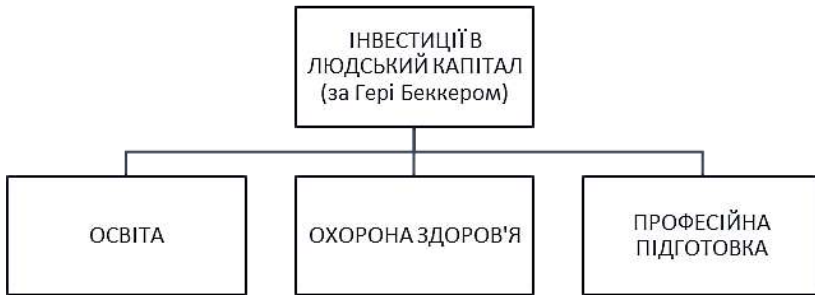 ІНВЕСТИЦІЇ В
ЛЮДСЬКИЙ КАПІТАЛ
(за Гері Беккером)
ОСВІТА
ОХОРОНА ЗДОРОВ'Я
ПРОФЕСІЙНА
ПІДГОТОВКА